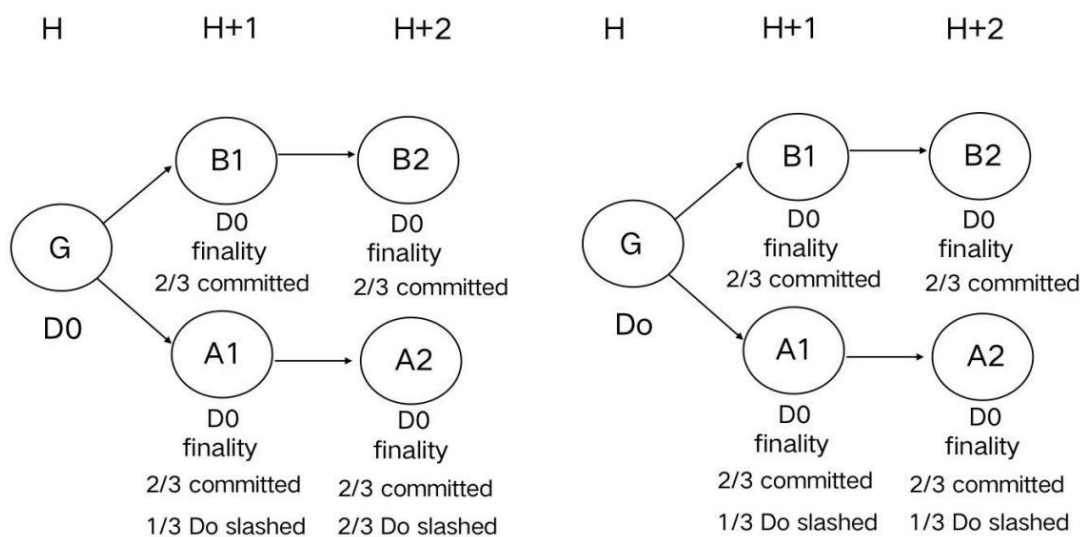 H H+1 H+2 H H+1 H+2
B1 B2
D0 D0
finality finality
2/3 committed 2/3 committed
G
D0
A1 A2
D0 D0
finality finality
2/3 committed 2/3 committed
1/3 Do slashed 2/3 Do slashed
B1 B2
D0 D0
finality finality
2/3 committed 2/3 committed
G
Do
A1 A2
D0 D0
finality finality
2/3 committed 2/3 committed
1/3 Do slashed 1/3 Do slashed